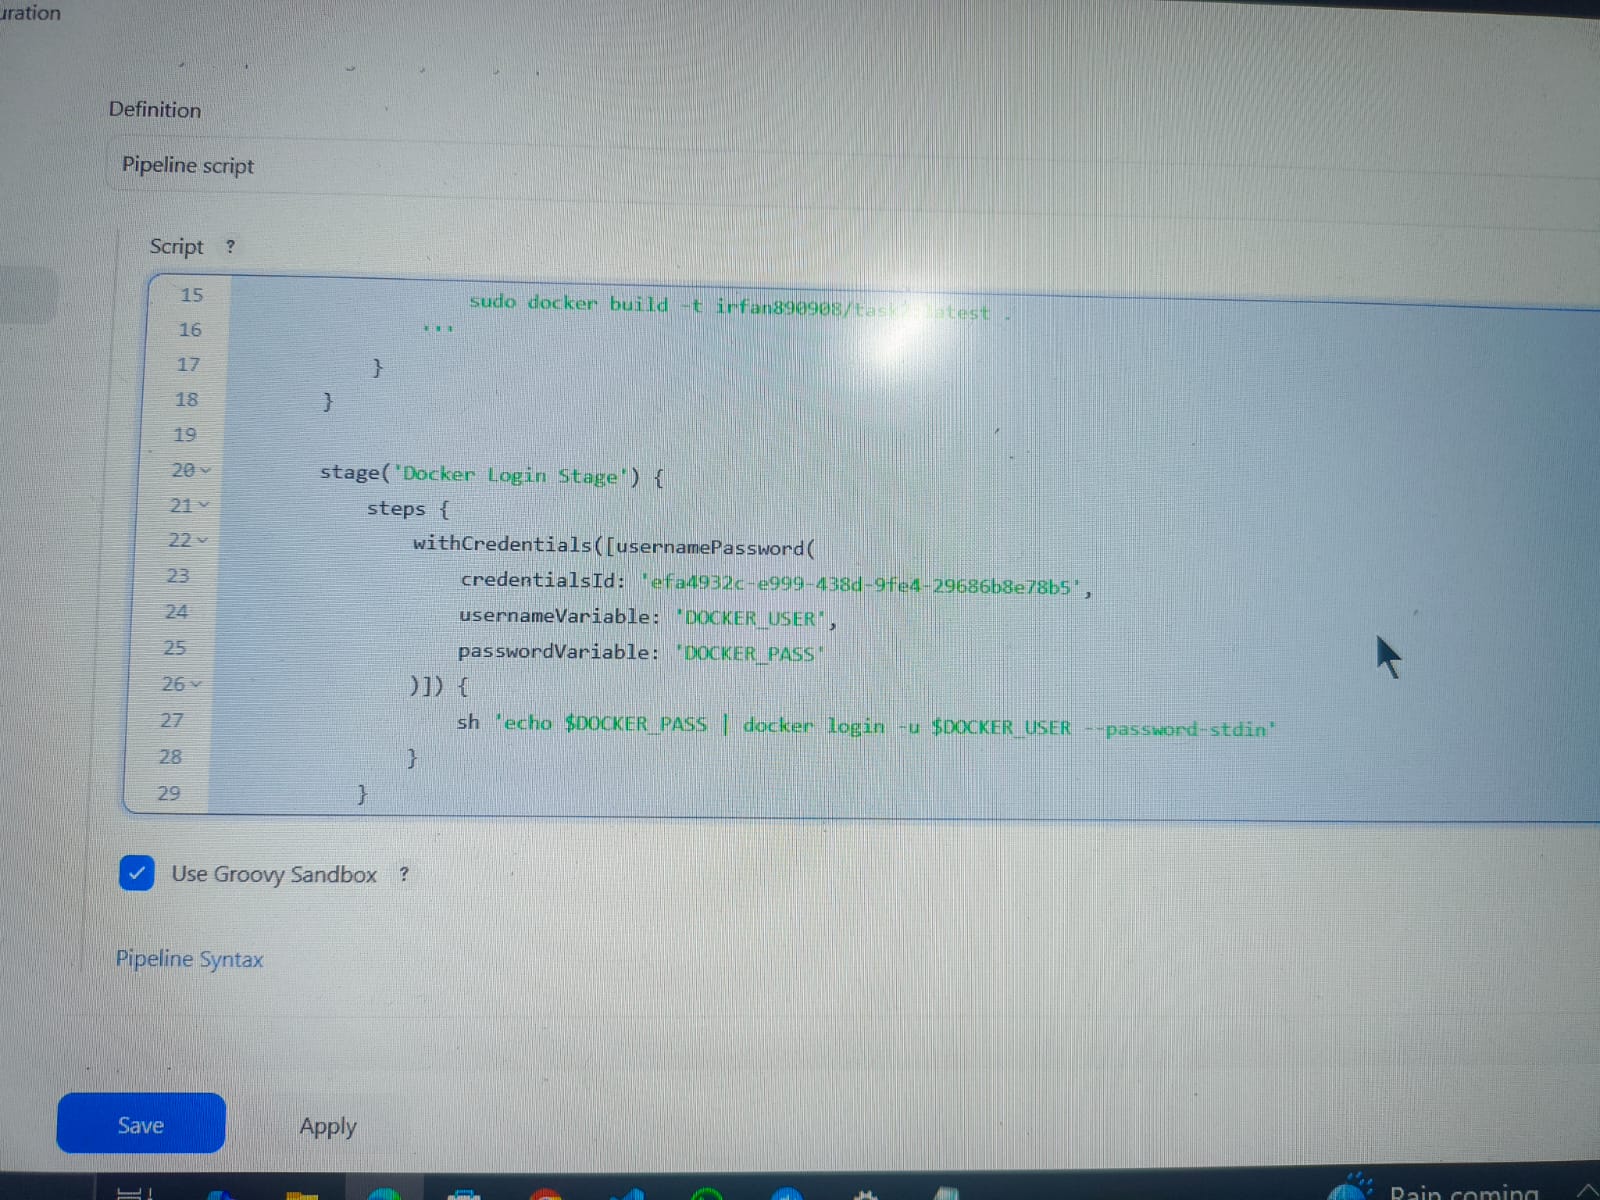 uration
Definition
Pipeline script
Script ?
15 sudo docker build -t irfan890908/ latest .
16 '''
17 }
18 }
19
20 stage('Docker Login Stage') {
21 steps {
22 withCredentials([usernamePassword(
23 credentialsId: 'efa4932c-e999-438d-9fe4-29686b8e78b5',
24 usernameVariable: 'DOCKER_USER',
25 passwordVariable: 'DOCKER_PASS'
26 )]) {
27 sh 'echo $DOCKER_PASS | docker login -u $DOCKER_USER --password-stdin'
28 }
29 }
Use Groovy Sandbox ?
Pipeline Syntax
Save Apply
Rain coming